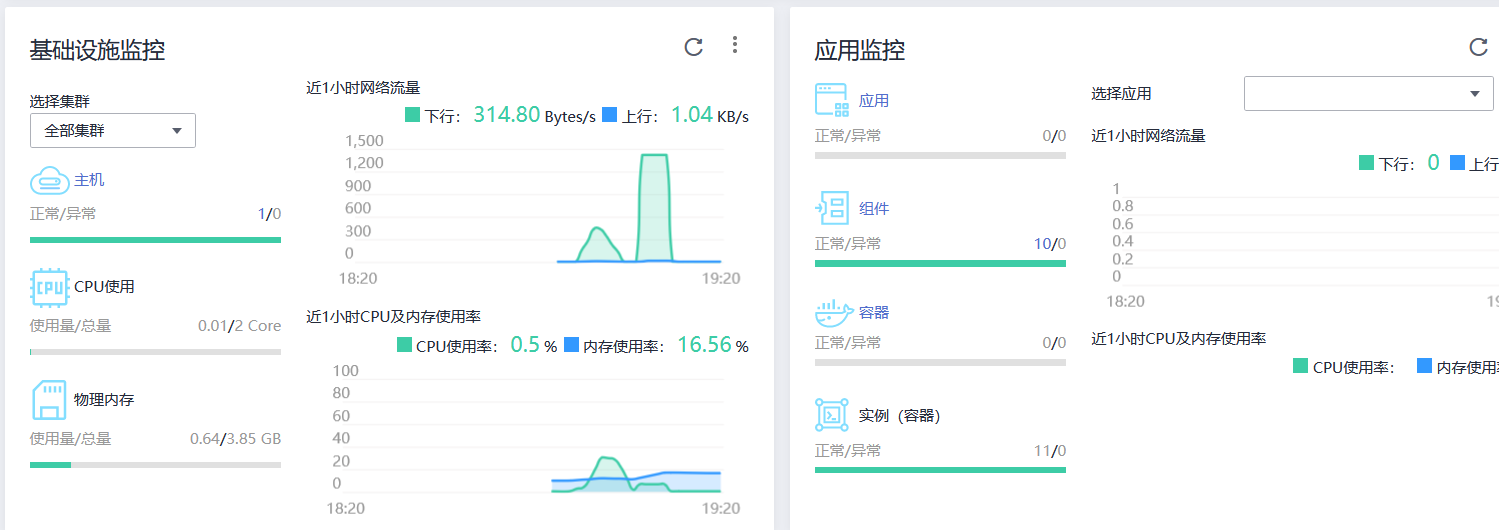 基础设施监控
选择集群
全部集群
主机
正常/异常 1/0
CPU使用
使用量/总量 0.01/2 Core
物理内存
使用量/总量 0.64/3.85 GB
近1小时网络流量
下行： 314.80 Bytes/s 上行： 1.04 KB/s
1,500
1,200
900
600
300
0
18:20 19:20
近1小时CPU及内存使用率
CPU使用率： 0.5 % 内存使用率： 16.56 %
100
80
60
40
20
0
18:20 19:20
应用监控
应用
正常/异常 0/0
组件
正常/异常 10/0
容器
正常/异常 0/0
实例（容器）
正常/异常 11/0
选择应用
近1小时网络流量
下行： 0 上行
1
0.8
0.6
0.4
0.2
0
18:20 19
近1小时CPU及内存使用率
CPU使用率： 内存使用